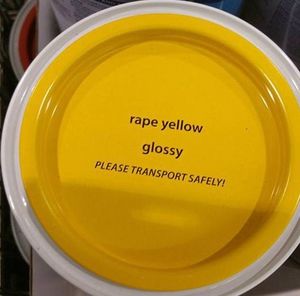 rape yellow
glossy
PLEASE TRANSPORT SAFELY!